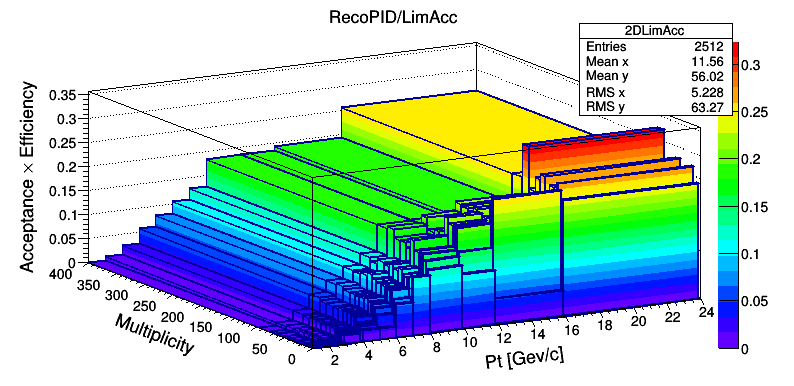 RecoPID/LimAcc
2DLimAcc
Entries 2512
Mean x 11.56
Mean y 56.02
RMS x 5.228
RMS y 63.27
Acceptance × Efficiency
0.35
0.3
0.25
0.2
0.15
0.1
0.05
0
400
350
300
250
200
150
100
50
0
Multiplicity
2 4 6 8 10 12 14 16 18 20 22 24
Pt [Gev/c]
0.3
0.25
0.2
0.15
0.1
0.05
0